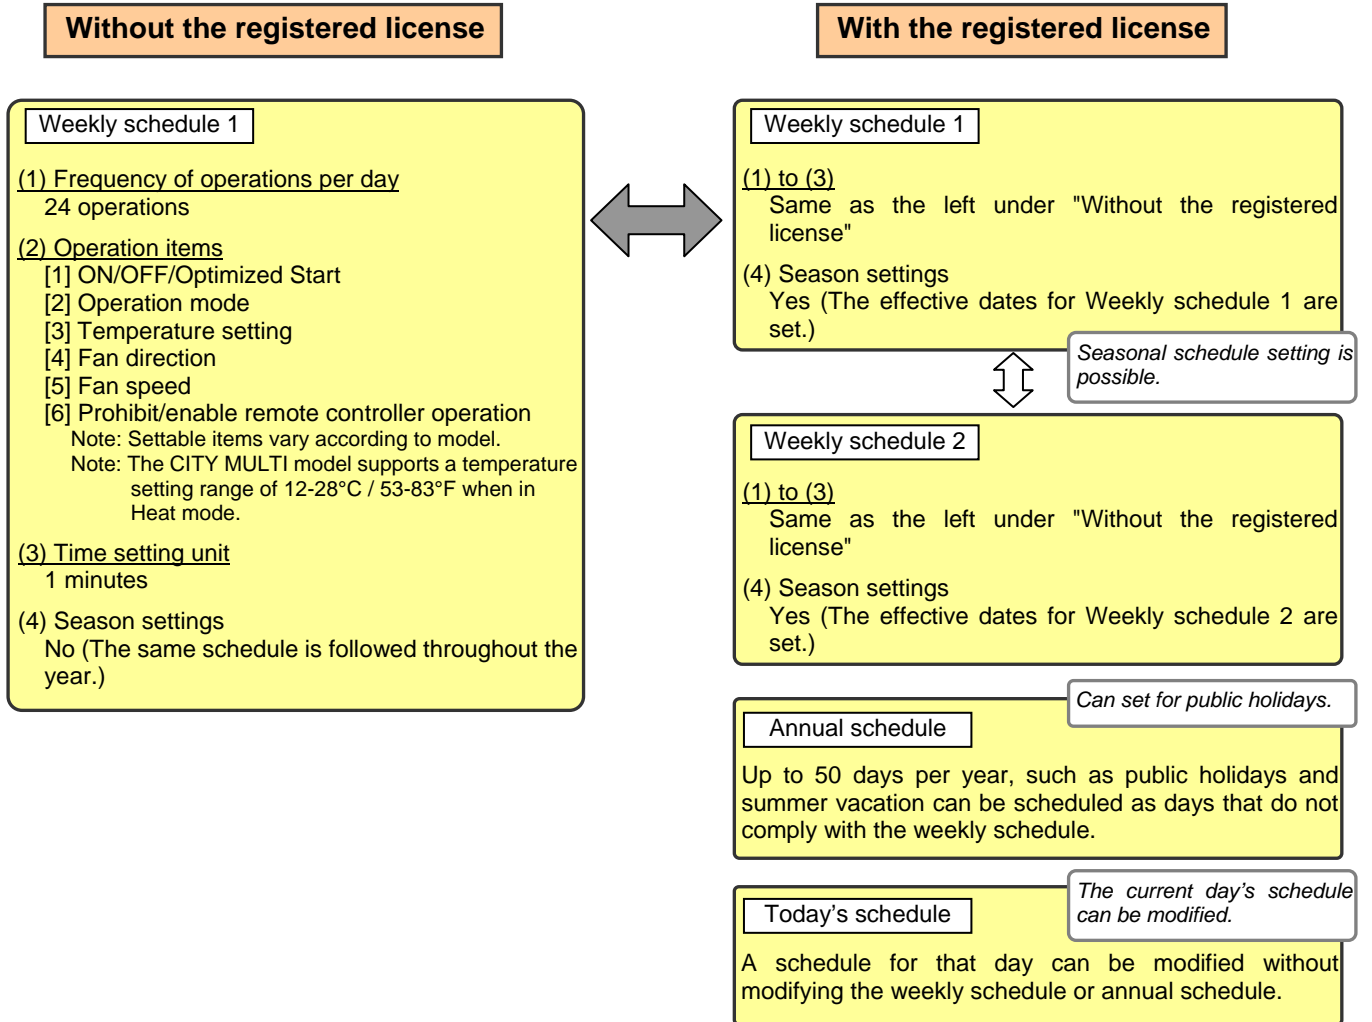 Without the registered license
Weekly schedule 1
(1) Frequency of operations per day
24 operations
(2) Operation items
[1] ON/OFF/Optimized Start
[2] Operation mode
[3] Temperature setting
[4] Fan direction
[5] Fan speed
[6] Prohibit/enable remote controller operation
Note: Settable items vary according to model.
Note: The CITY MULTI model supports a temperature
setting range of 12-28°C / 53-83°F when in
Heat mode.
(3) Time setting unit
1 minutes
(4) Season settings
No (The same schedule is followed throughout the
year.)
With the registered license
Weekly schedule 1
(1) to (3)
Same as the left under "Without the registered
license"
(4) Season settings
Yes (The effective dates for Weekly schedule 1 are
set.)
Seasonal schedule setting is
possible.
Weekly schedule 2
(1) to (3)
Same as the left under "Without the registered
license"
(4) Season settings
Yes (The effective dates for Weekly schedule 2 are
set.)
Can set for public holidays.
Annual schedule
Up to 50 days per year, such as public holidays and
summer vacation can be scheduled as days that do not
comply with the weekly schedule.
The current day's schedule
can be modified.
Today's schedule
A schedule for that day can be modified without
modifying the weekly schedule or annual schedule.